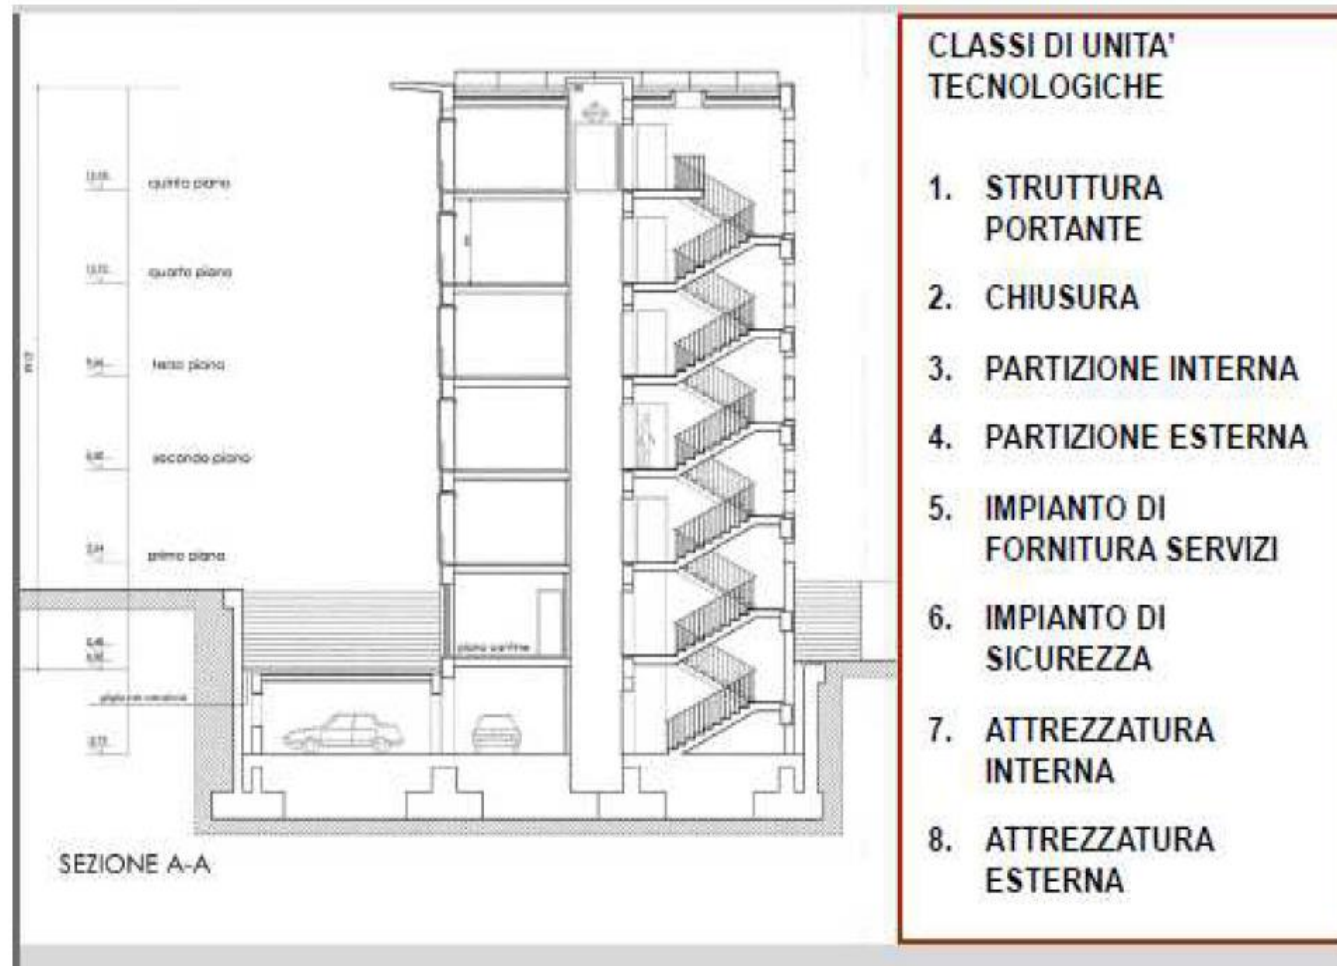 quinto piano
quarto piano
terzo piano
secondo piano
primo piano
SEZIONE A-A
CLASSI DI UNITA'
TECNOLOGICHE
1. STRUTTURA
PORTANTE
2. CHIUSURA
3. PARTIZIONE INTERNA
4. PARTIZIONE ESTERNA
5. IMPIANTO DI
FORNITURA SERVIZI
6. IMPIANTO DI
SICUREZZA
7. ATTREZZATURA
INTERNA
8. ATTREZZATURA
ESTERNA